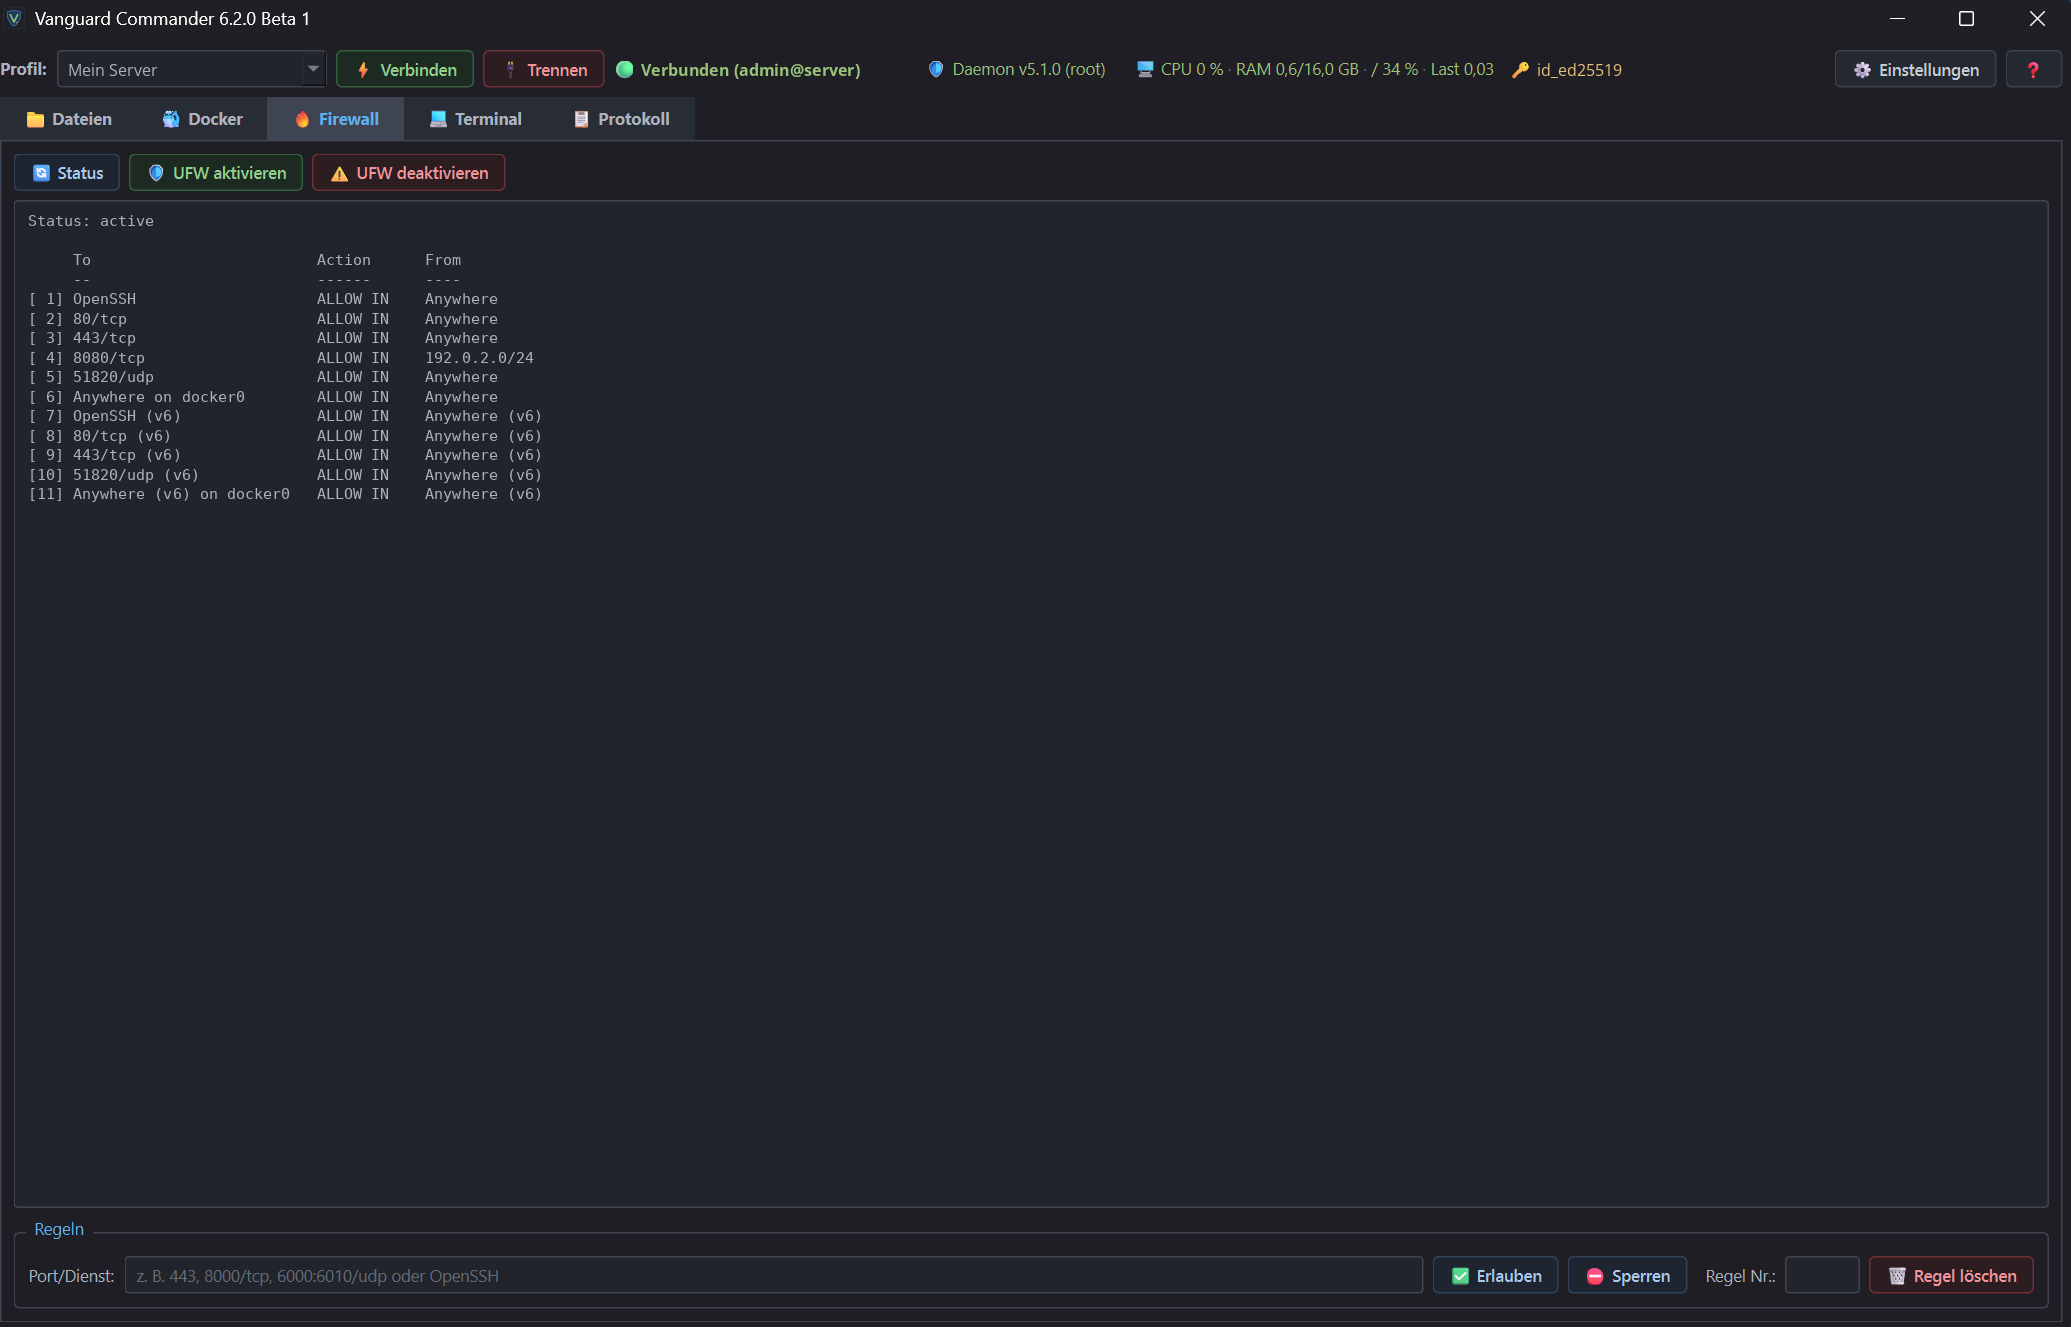 Vanguard Commander 6.2.0 Beta 1
Profil: Mein Server Verbinden Trennen Verbunden (admin@server) Daemon v5.1.0 (root) CPU 0 % · RAM 0,6/16,0 GB · / 34 % · Last 0,03 id_ed25519 Einstellungen ?
Dateien Docker Firewall Terminal Protokoll
Status UFW aktivieren UFW deaktivieren
Status: active
To Action From
-- ------ ----
[ 1] OpenSSH ALLOW IN Anywhere
[ 2] 80/tcp ALLOW IN Anywhere
[ 3] 443/tcp ALLOW IN Anywhere
[ 4] 8080/tcp ALLOW IN 192.0.2.0/24
[ 5] 51820/udp ALLOW IN Anywhere
[ 6] Anywhere on docker0 ALLOW IN Anywhere
[ 7] OpenSSH (v6) ALLOW IN Anywhere (v6)
[ 8] 80/tcp (v6) ALLOW IN Anywhere (v6)
[ 9] 443/tcp (v6) ALLOW IN Anywhere (v6)
[10] 51820/udp (v6) ALLOW IN Anywhere (v6)
[11] Anywhere (v6) on docker0 ALLOW IN Anywhere (v6)
Regeln
Port/Dienst: z. B. 443, 8000/tcp, 6000:6010/udp oder OpenSSH Erlauben Sperren Regel Nr.: Regel löschen